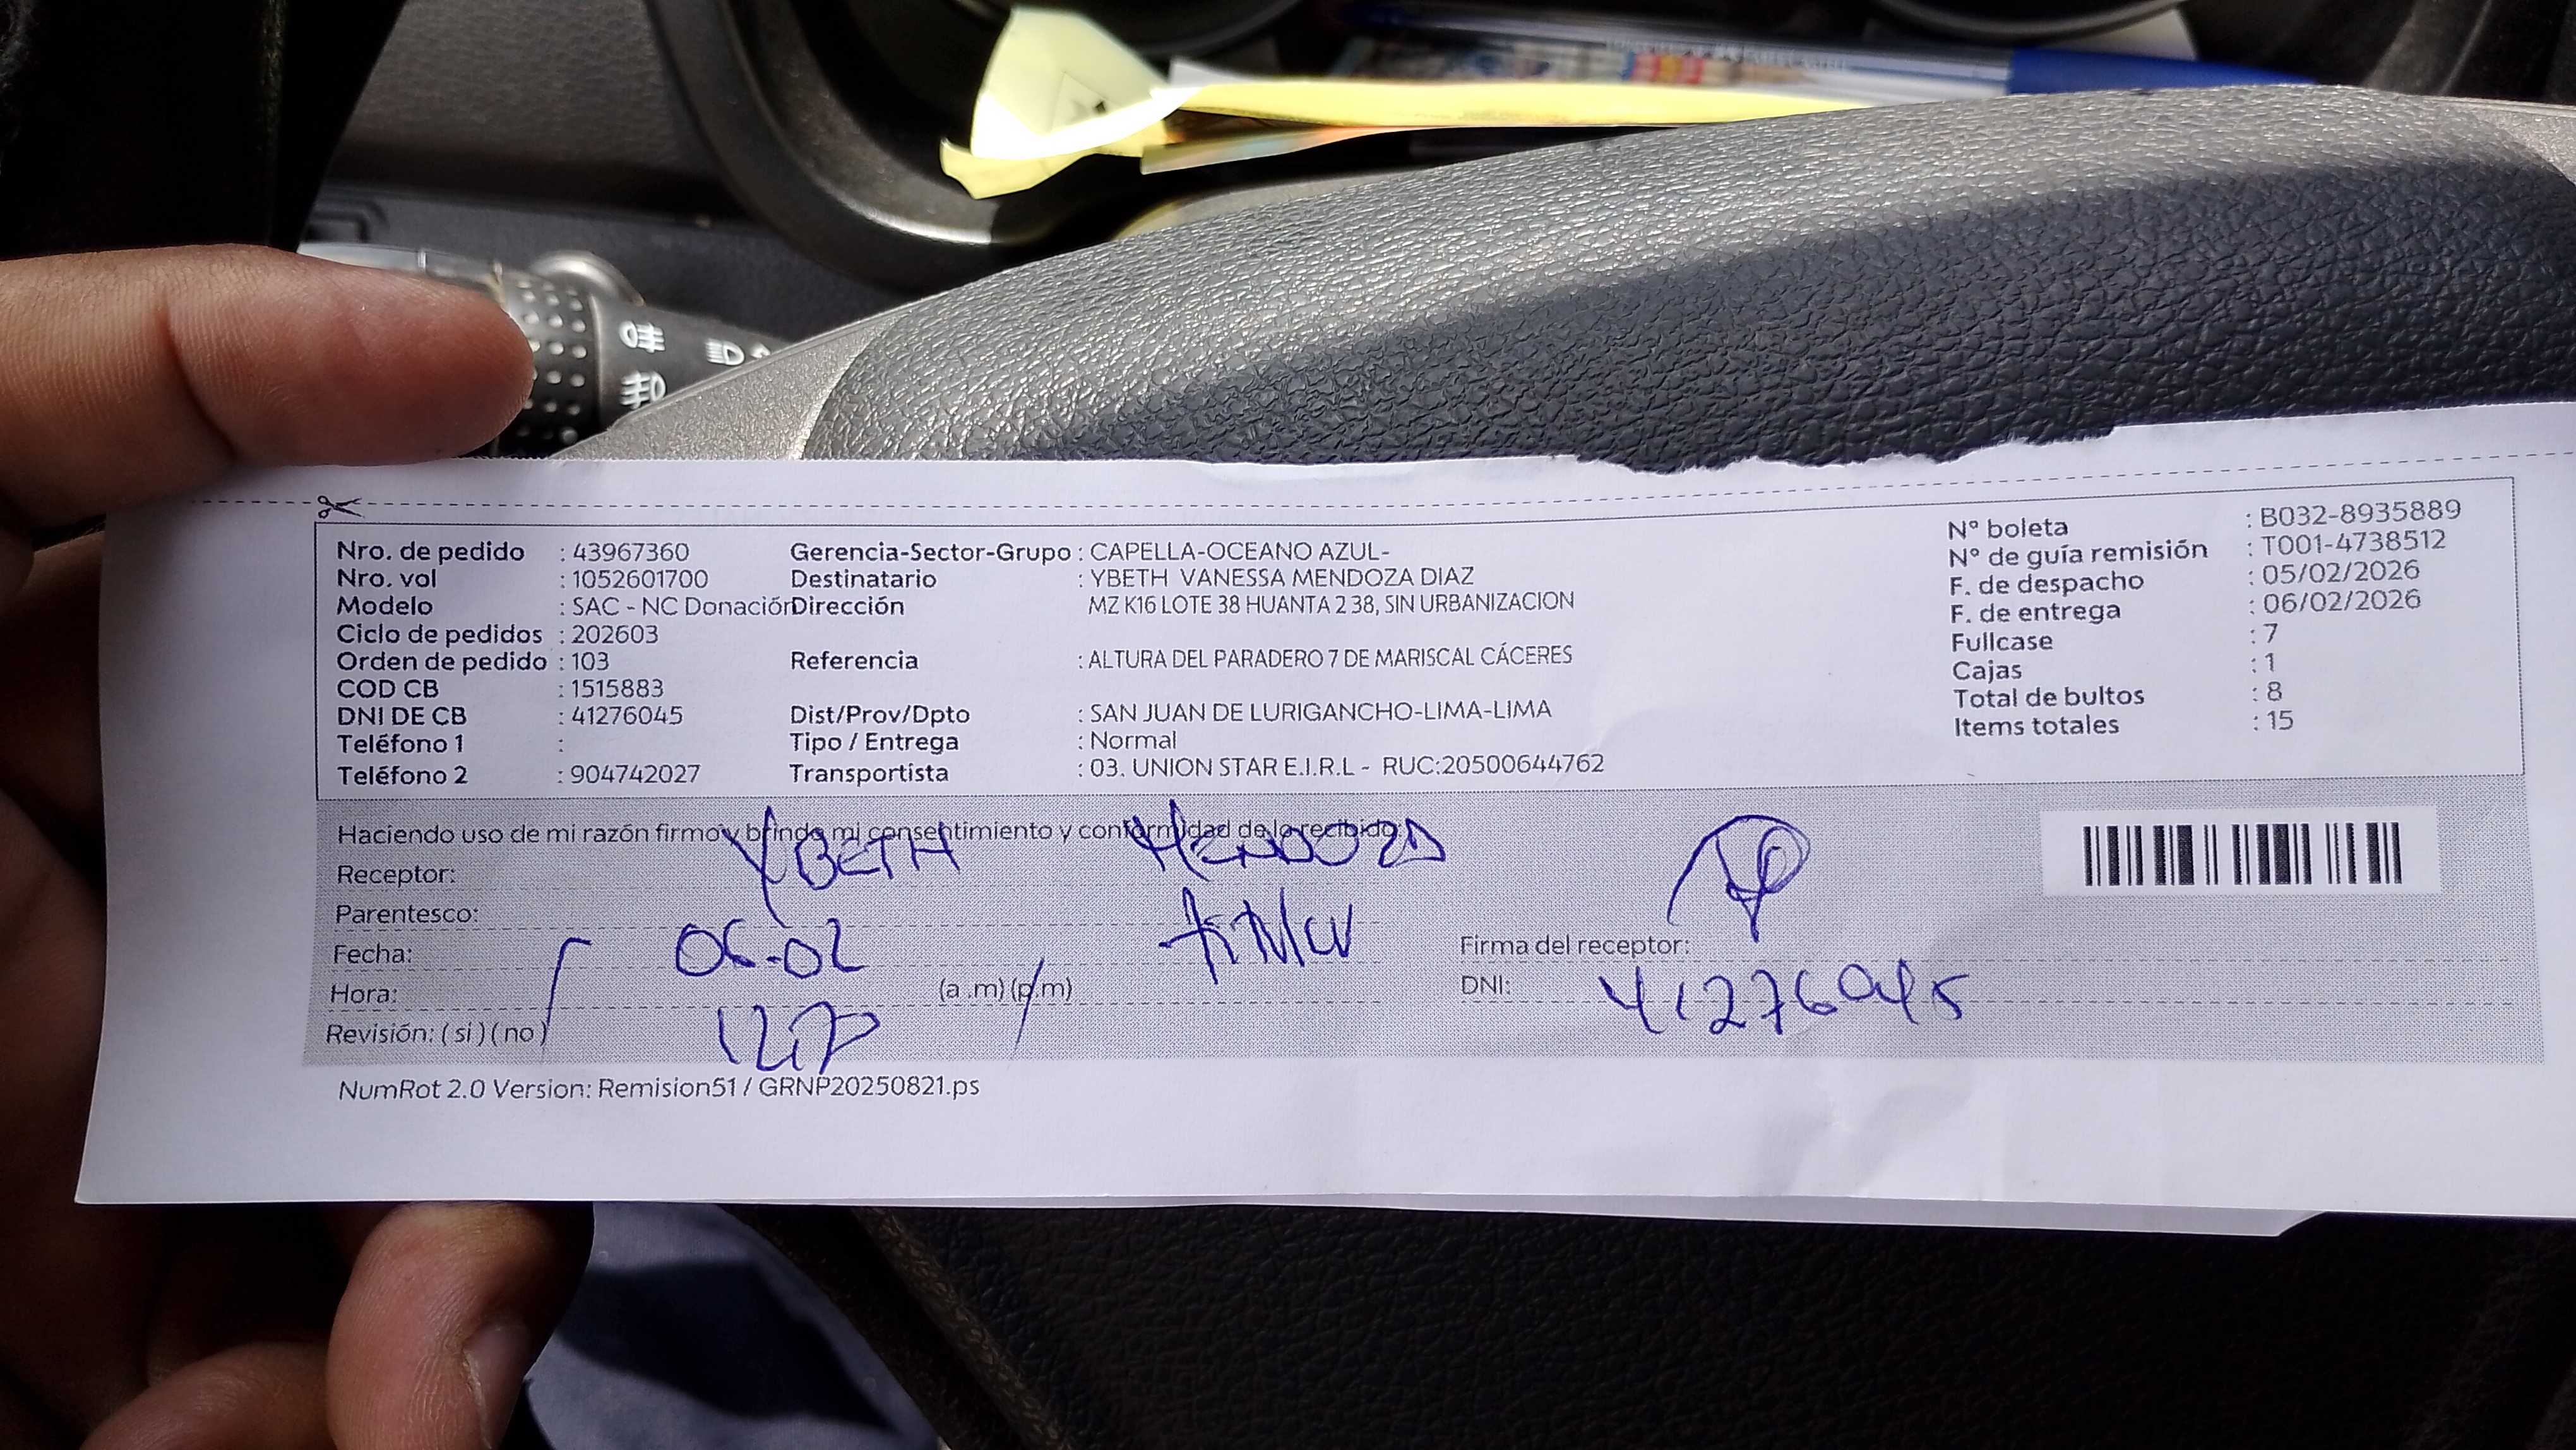 Nro. de pedido : 43967360
Nro. vol : 1052601700
Modelo : SAC - NC Donación
Ciclo de pedidos : 202603
Orden de pedido : 103
COD CB : 1515883
DNI DE CB : 41276045
Teléfono 1 :
Teléfono 2 : 904742027
Gerencia-Sector-Grupo : CAPELLA-OCEANO AZUL-
Destinatario : YBETH VANESSA MENDOZA DIAZ
Dirección MZ K16 LOTE 38 HUANTA 2 38, SIN URBANIZACION
Referencia : ALTURA DEL PARADERO 7 DE MARISCAL CÁCERES
Dist/Prov/Dpto : SAN JUAN DE LURIGANCHO-LIMA-LIMA
Tipo / Entrega : Normal
Transportista : 03. UNION STAR E.I.R.L - RUC:20500644762
N° boleta : B032-8935889
N° de guía remisión : T001-4738512
F. de despacho : 05/02/2026
F. de entrega : 06/02/2026
Fullcase : 7
Cajas : 1
Total de bultos : 8
Items totales : 15
Haciendo uso de mi razón firmo y brindo mi consentimiento y conformidad de lo recibido:
Receptor: YBETH MENDOZA
Parentesco:
Fecha: 06-02
Hora: (a .m) (p.m)
Revisión: ( si ) ( no )
Firma del receptor:
DNI: 41276045
NumRot 2.0 Version: Remision51 / GRNP20250821.ps